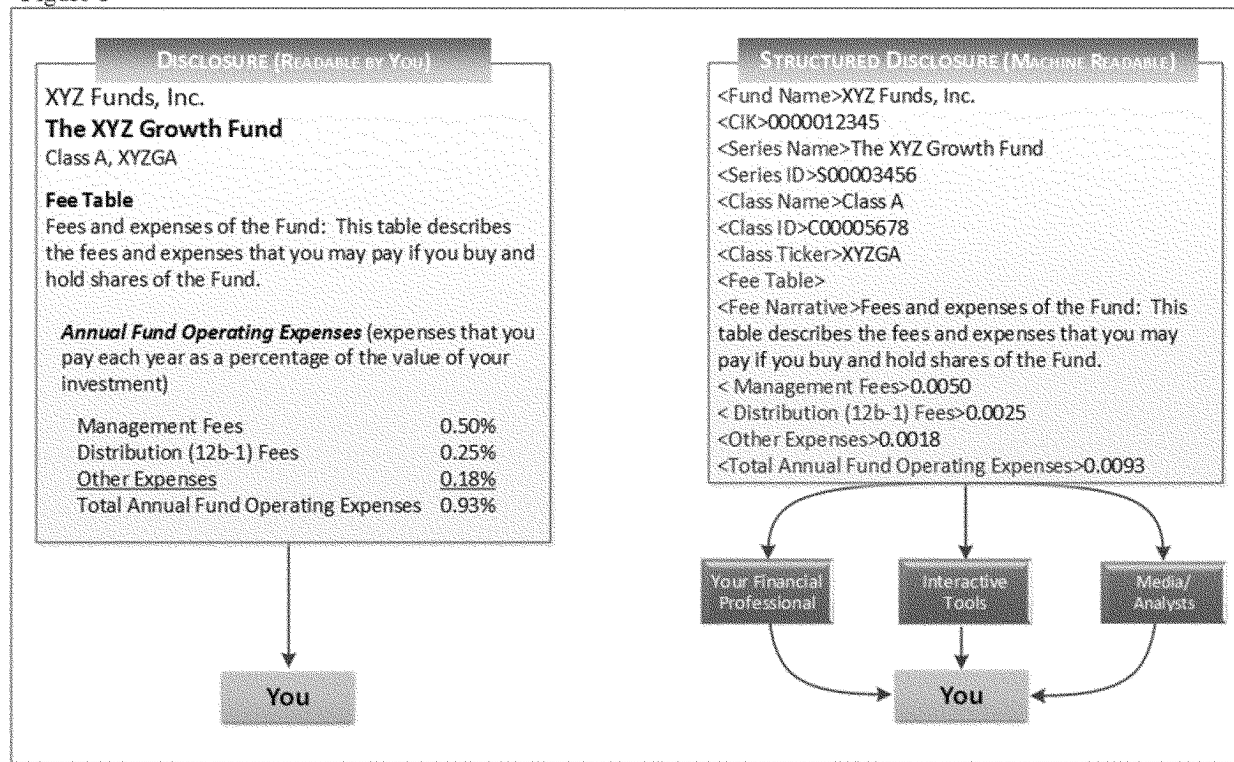 DISCLOSURE (READABLE BY YOU)
XYZ Funds, Inc.
The XYZ Growth Fund
Class A, XYZGA
Fee Table
Fees and expenses of the Fund: This table describes
the fees and expenses that you may pay if you buy and
hold shares of the Fund.
Annual Fund Operating Expenses (expenses that you
pay each year as a percentage of the value of your
investment)
Management Fees 0.50%
Distribution (12b-1) Fees 0.25%
Other Expenses 0.18%
Total Annual Fund Operating Expenses 0.93%
You
STRUCTURED DISCLOSURE (MACHINE READABLE)
<Fund Name>XYZ Funds, Inc.
<CIK>0000012345
<Series Name>The XYZ Growth Fund
<Series ID>S00003456
<Class Name>Class A
<Class ID>C00005678
<Class Ticker>XYZGA
<Fee Table>
<Fee Narrative>Fees and expenses of the Fund: This
table describes the fees and expenses that you may
pay if you buy and hold shares of the Fund.
< Management Fees>0.0050
< Distribution (12b-1) Fees>0.0025
<Other Expenses>0.0018
<Total Annual Fund Operating Expenses>0.0093
Your Financial
Professional
Interactive
Tools
Media/
Analysts
You